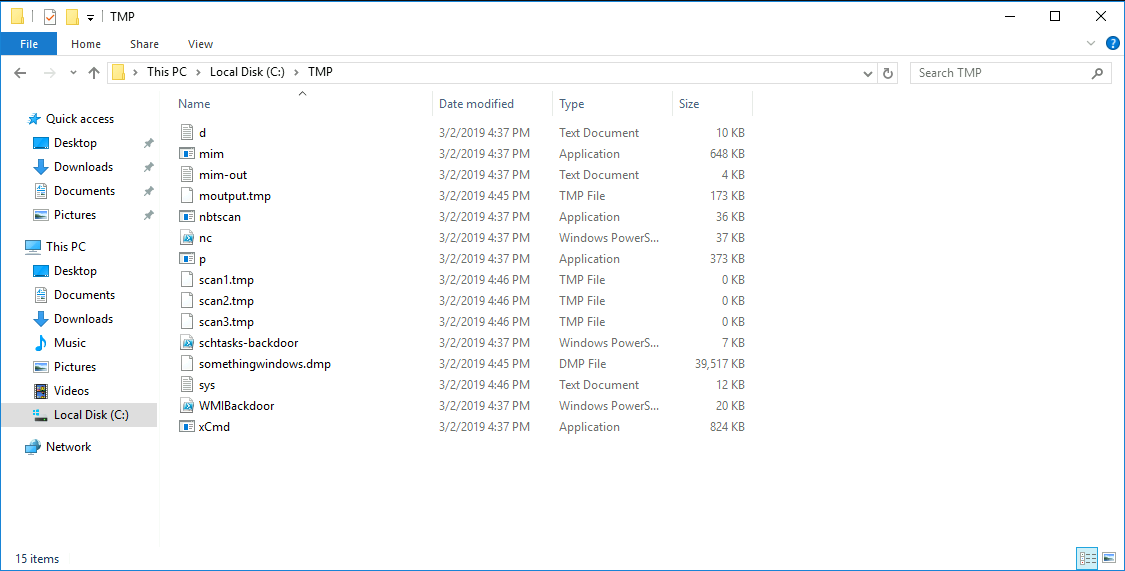 TMP
File Home Share View
This PC Local Disk (C:) TMP Search TMP
Name Date modified Type Size
Quick access
Desktop
Downloads
Documents
Pictures
This PC
Desktop
Documents
Downloads
Music
Pictures
Videos
Local Disk (C:)
Network
d 3/2/2019 4:37 PM Text Document 10 KB
mim 3/2/2019 4:37 PM Application 648 KB
mim-out 3/2/2019 4:37 PM Text Document 4 KB
moutput.tmp 3/2/2019 4:45 PM TMP File 173 KB
nbtscan 3/2/2019 4:37 PM Application 36 KB
nc 3/2/2019 4:37 PM Windows PowerS... 37 KB
p 3/2/2019 4:37 PM Application 373 KB
scan1.tmp 3/2/2019 4:46 PM TMP File 0 KB
scan2.tmp 3/2/2019 4:46 PM TMP File 0 KB
scan3.tmp 3/2/2019 4:46 PM TMP File 0 KB
schtasks-backdoor 3/2/2019 4:37 PM Windows PowerS... 7 KB
somethingwindows.dmp 3/2/2019 4:45 PM DMP File 39,517 KB
sys 3/2/2019 4:46 PM Text Document 12 KB
WMIBackdoor 3/2/2019 4:37 PM Windows PowerS... 20 KB
xCmd 3/2/2019 4:37 PM Application 824 KB
15 items